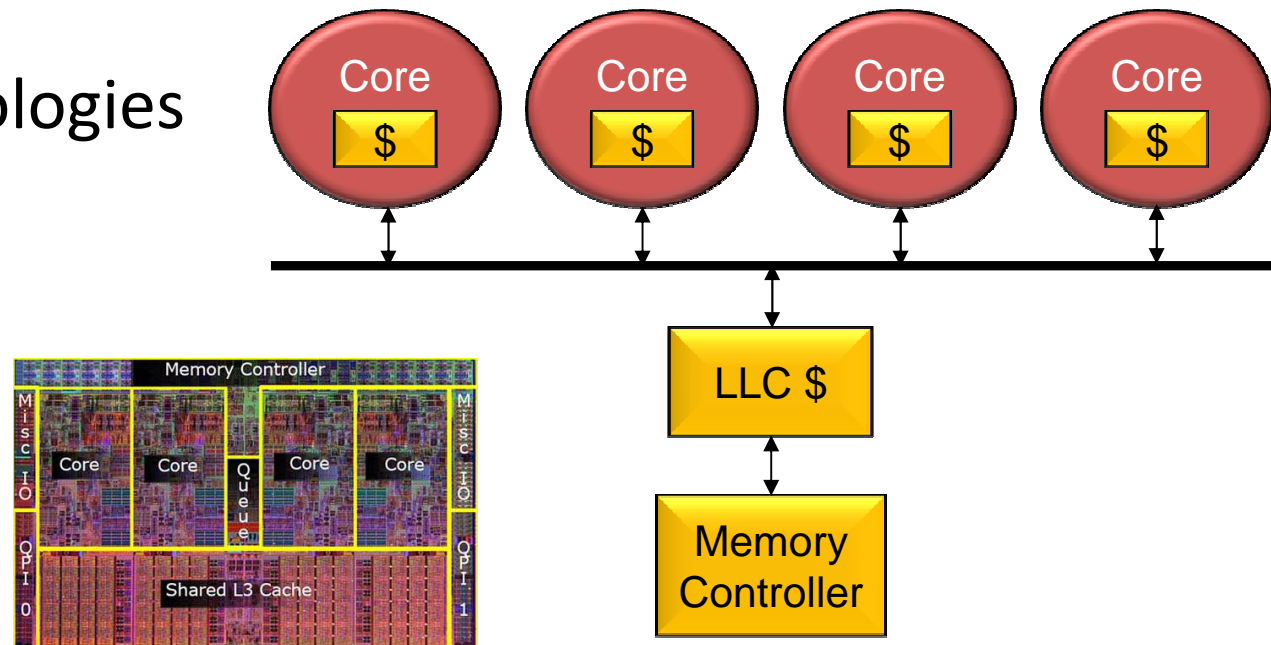 ologies
Core Core Core Core
$ $ $ $
LLC $
Memory
Controller
Memory Controller
Misc IO
Core Core Queue Core Core
Misc IO
QPI 0
Shared L3 Cache
QPI 1